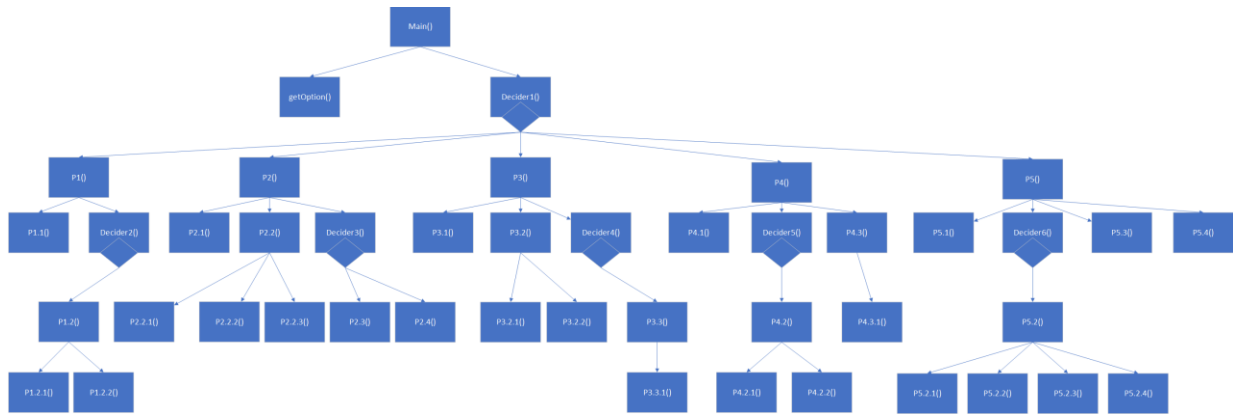 Main()
getOption()
Decider1()
P1()
P2()
P3()
P4()
P5()
P1.1()
Decider2()
P2.1()
P2.2()
Decider3()
P3.1()
P3.2()
Decider4()
P4.1()
Decider5()
P4.3()
P5.1()
Decider6()
P5.3()
P5.4()
P1.2()
P2.2.1()
P2.2.2()
P2.2.3()
P2.3()
P2.4()
P3.2.1()
P3.2.2()
P3.3()
P4.2()
P4.3.1()
P5.2()
P1.2.1()
P1.2.2()
P3.3.1()
P4.2.1()
P4.2.2()
P5.2.1()
P5.2.2()
P5.2.3()
P5.2.4()